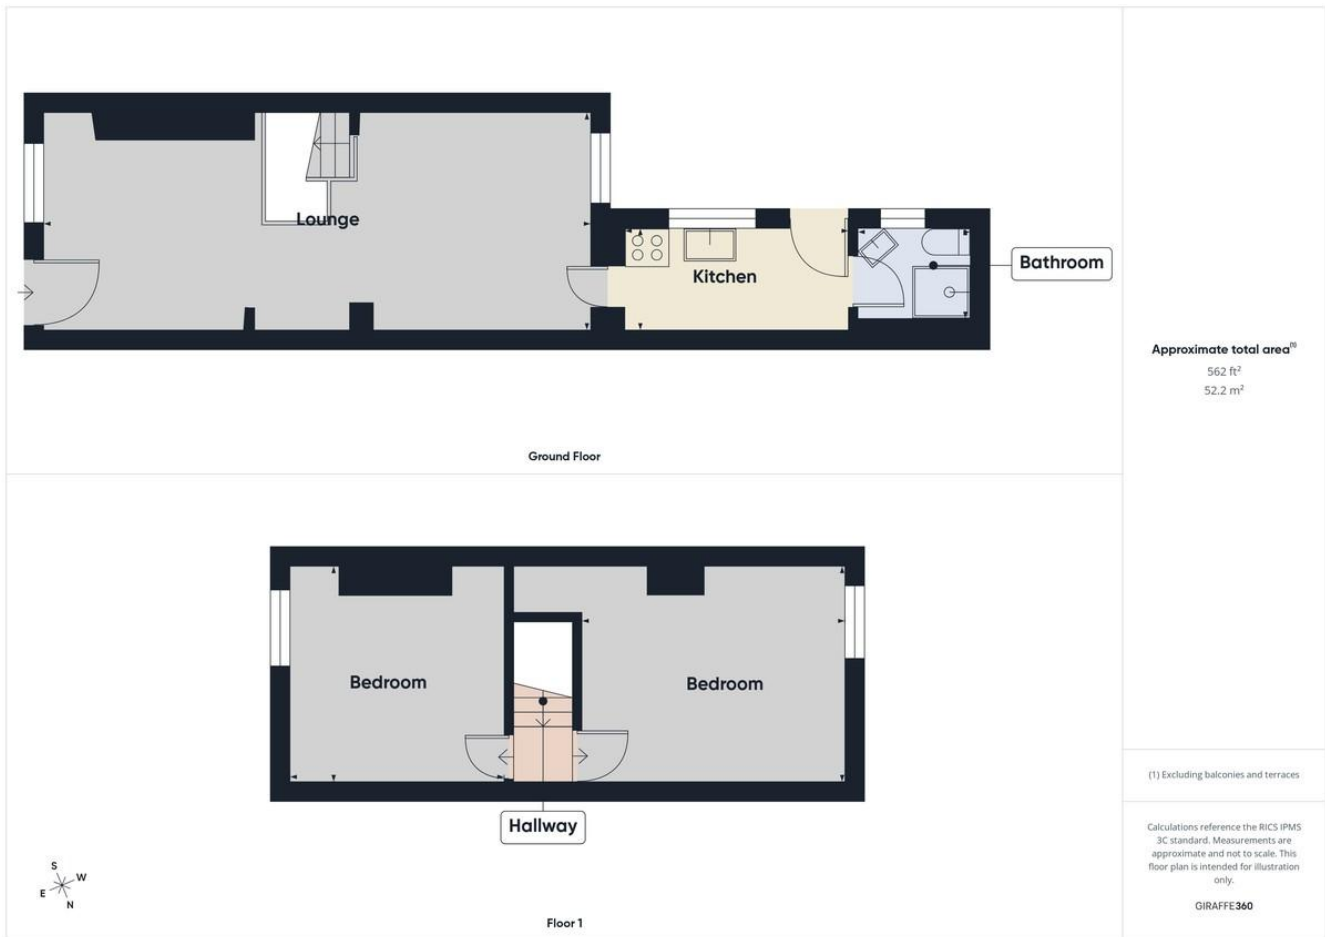 Lounge
Kitchen
Bathroom
Ground Floor
Bedroom
Bedroom
Hallway
S
W
E
N
Floor 1
Approximate total area(1)
562 ft²
52.2 m²
(1) Excluding balconies and terraces
Calculations reference the RICS IPMS
3C standard. Measurements are
approximate and not to scale. This
floor plan is intended for illustration
only.
GIRAFFE360